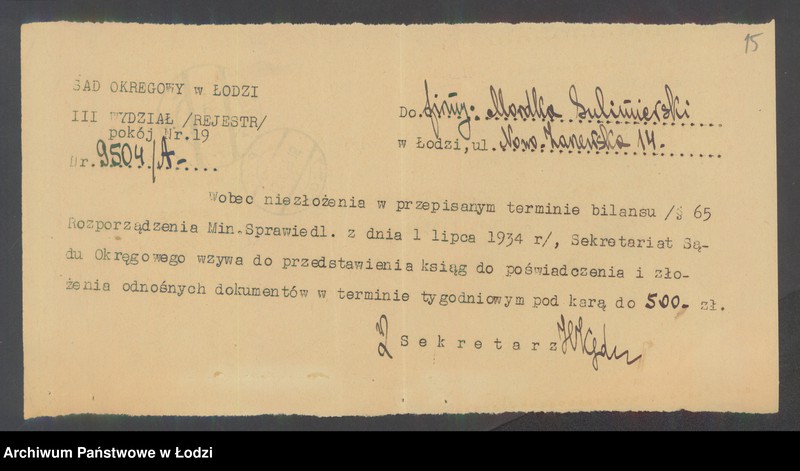 15
SĄD OKRĘGOWY w ŁODZI
III WYDZIAŁ /REJESTR/
pokój Nr.19
Nr. 9504/A-
Do firmy: Mordka Sulimierski
w Łodzi, ul. Nowo-Zarzewska 14.
Wobec niezłożenia w przepisanym terminie bilansu /§ 65
Rozporządzenia Min.Sprawiedl. z dnia 1 lipca 1934 r/, Sekretariat Są-
du Okręgowego wzywa do przedstawienia ksiąg do poświadczenia i zło-
żenia odnośnych dokumentów w terminie tygodniowym pod karą do 500- zł.
Sekretarz
Archiwum Państwowe w Łodzi